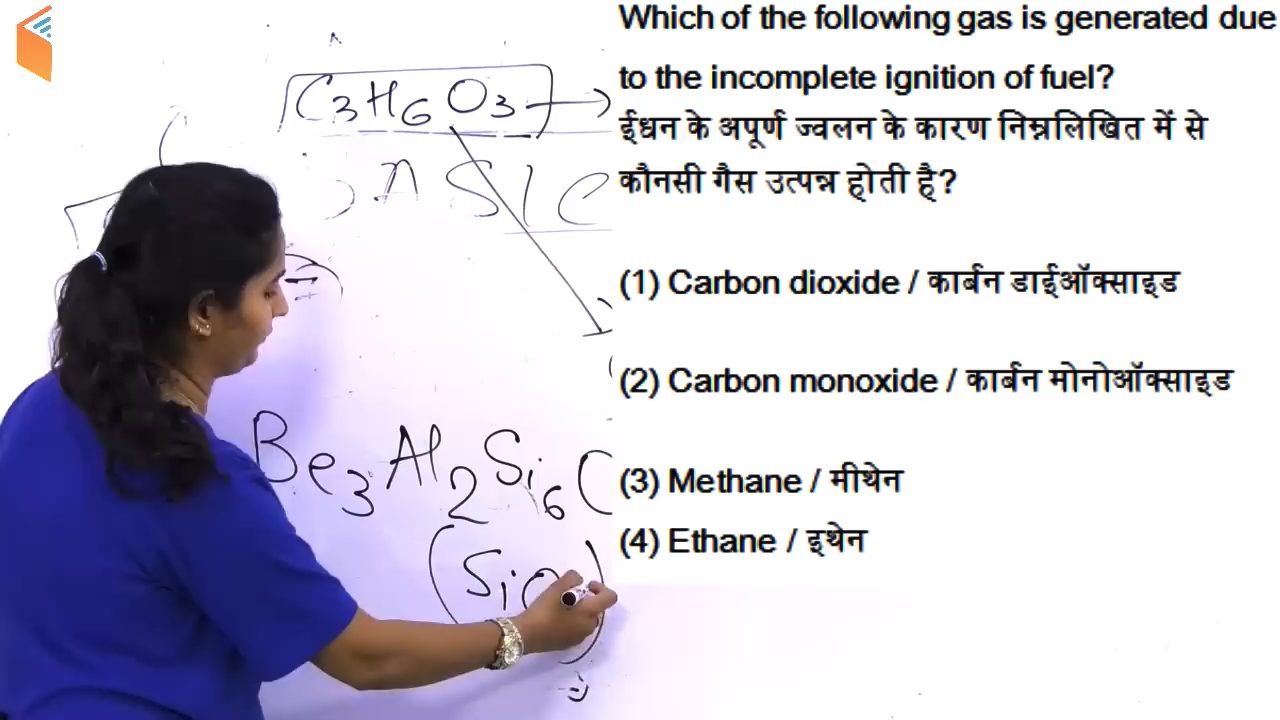 Which of the following gas is generated due
to the incomplete ignition of fuel?
ईधन के अपूर्ण ज्वलन के कारण निम्नलिखित में से
कौनसी गैस उत्पन्न होती है?
(1) Carbon dioxide / कार्बन डाईऑक्साइड
(2) Carbon monoxide / कार्बन मोनोऑक्साइड
(3) Methane / मीथेन
(4) Ethane / इथेन
C3H6O3
Be3Al2Si6